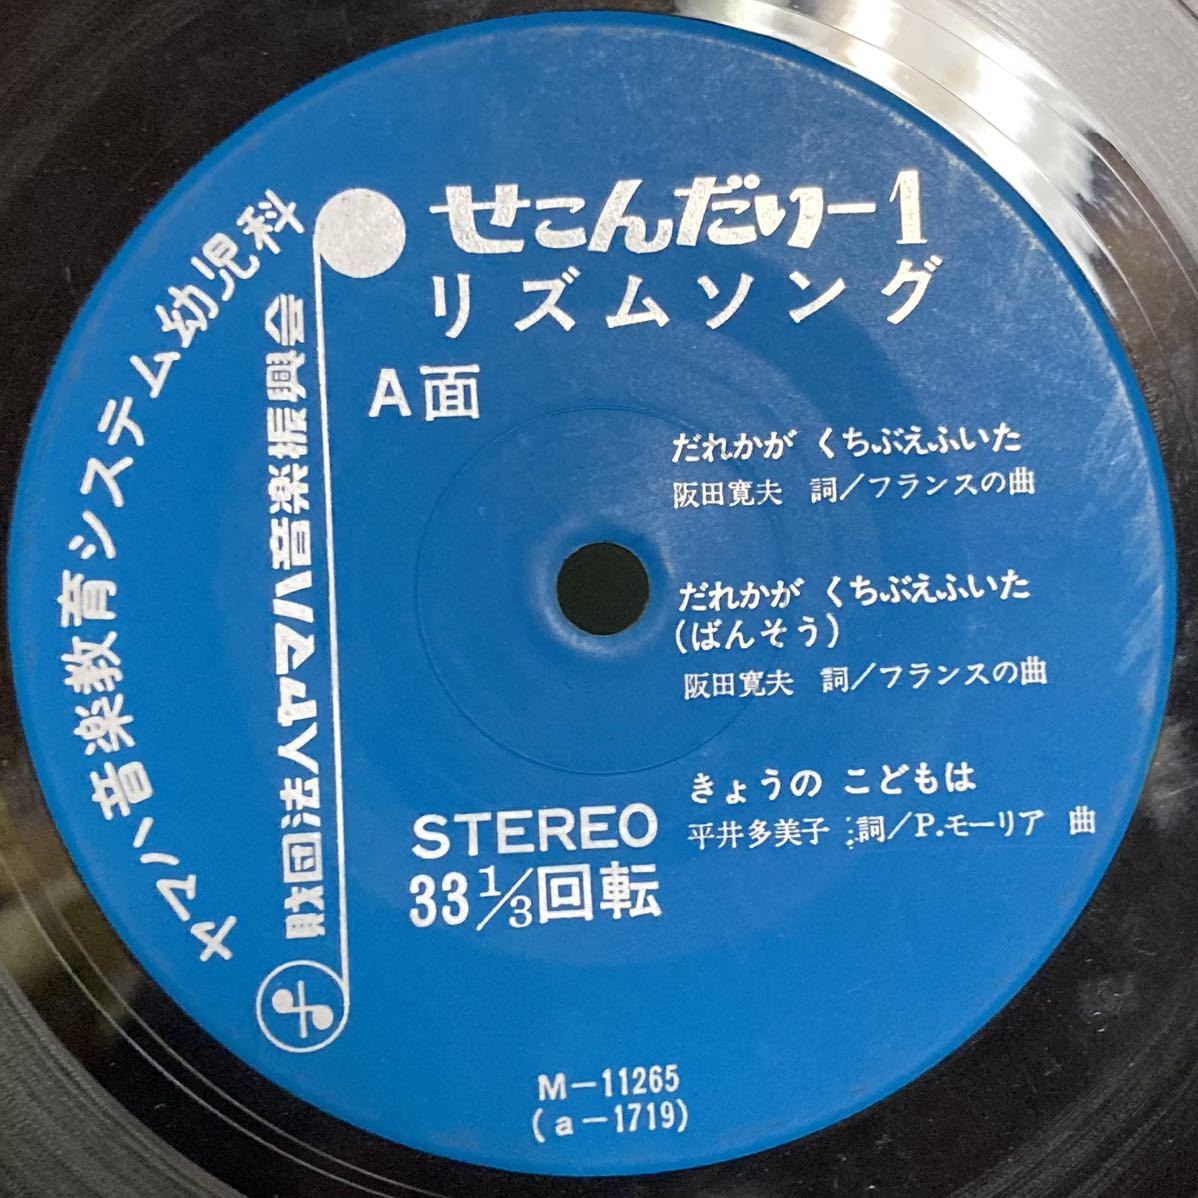 せこんだりー1
リズムソング
A面
だれかが くちぶえふいた
阪田寛夫 詞/フランスの曲
だれかが くちぶえふいた
(ばんそう)
阪田寛夫 詞/フランスの曲
きょうの こどもは
平井多美子 詞/P.モーリア 曲
STEREO
33 1/3回転
M-11265
(a-1719)
ヤマハ音楽教育システム幼児科
財団法人ヤマハ音楽振興会